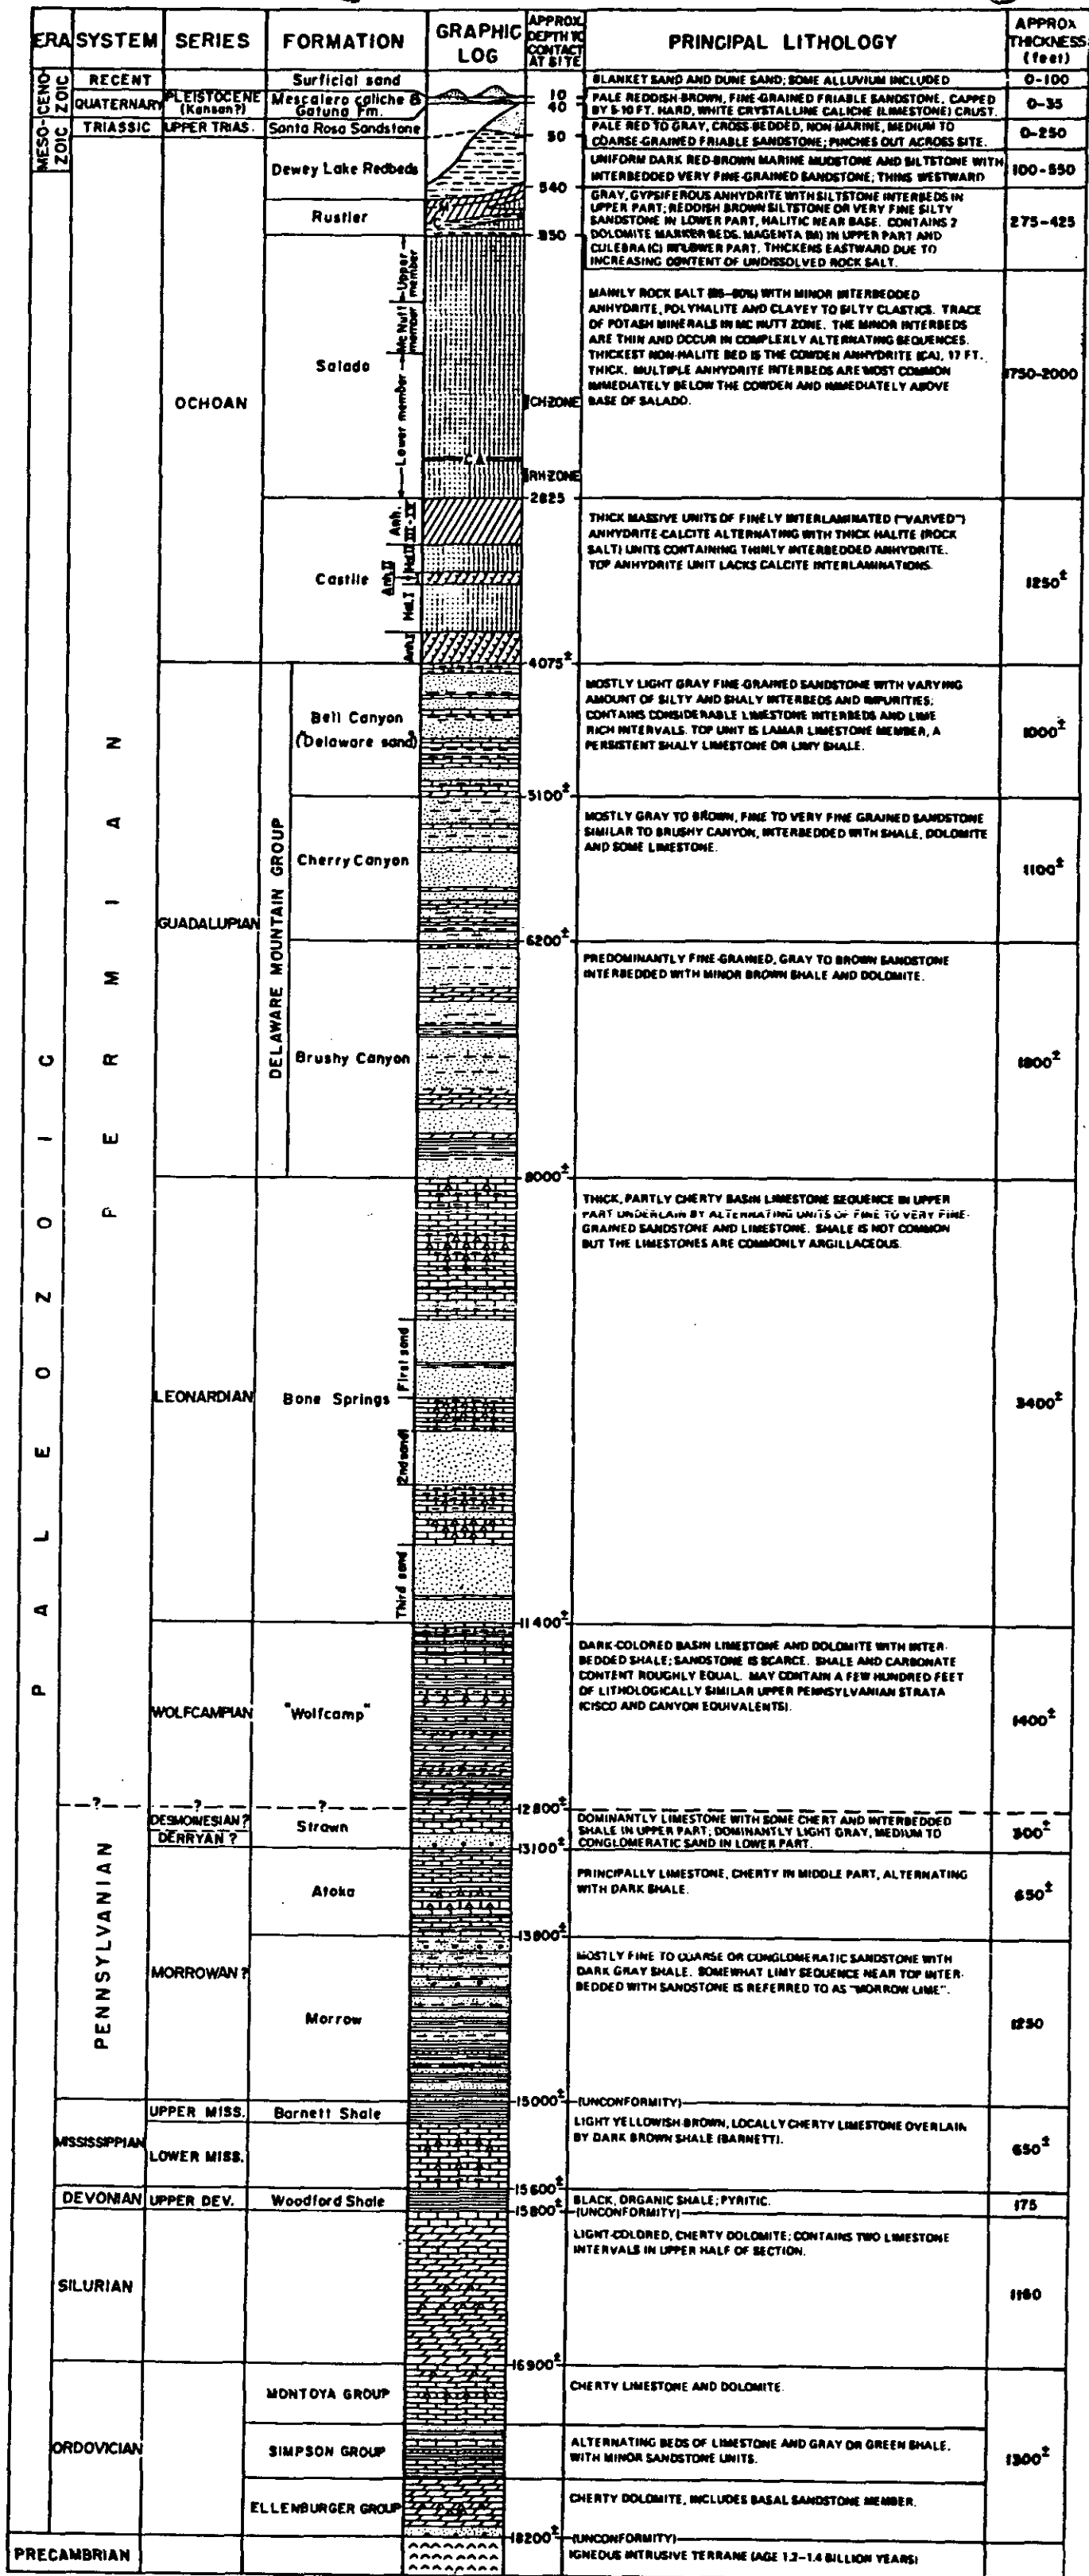 ERA SYSTEM SERIES FORMATION GRAPHIC LOG APPROX. DEPTH TO CONTACT AT SITE PRINCIPAL LITHOLOGY APPROX THICKNESS (feet)
CENO-ZOIC
RECENT Surficial sand
BLANKET SAND AND DUNE SAND; SOME ALLUVIUM INCLUDED
0-100
10
QUATERNARY PLEISTOCENE (Kansan?) Mescalero caliche & Gatuna Fm.
PALE REDDISH-BROWN, FINE-GRAINED FRIABLE SANDSTONE, CAPPED
BY 5-10 FT. HARD, WHITE CRYSTALLINE CALICHE (LIMESTONE) CRUST.
0-35
40
MESO-ZOIC
TRIASSIC UPPER TRIAS. Santa Rosa Sandstone
PALE RED TO GRAY, CROSS-BEDDED, NON-MARINE, MEDIUM TO
COARSE-GRAINED FRIABLE SANDSTONE; PINCHES OUT ACROSS SITE.
0-250
50
PALEOZOIC
PERMIAN
OCHOAN
Dewey Lake Redbeds
UNIFORM DARK RED-BROWN MARINE MUDSTONE AND SILTSTONE WITH
INTERBEDDED VERY FINE-GRAINED SANDSTONE; THINS WESTWARD
100-550
540
Rustler
GRAY, GYPSIFEROUS ANHYDRITE WITH SILTSTONE INTERBEDS IN
UPPER PART; REDDISH BROWN SILTSTONE OR VERY FINE SILTY
SANDSTONE IN LOWER PART, HALITIC NEAR BASE. CONTAINS 2
DOLOMITE MARKER BEDS. MAGENTA (M) IN UPPER PART AND
CULEBRA (C) IN LOWER PART. THICKENS EASTWARD DUE TO
INCREASING CONTENT OF UNDISSOLVED ROCK SALT.
275-425
850
Salado
Upper member
McNutt member
Lower member
CA
CH-ZONE
RH-ZONE
MAINLY ROCK SALT WITH MINOR INTERBEDDED
ANHYDRITE, POLYHALITE AND CLAYEY TO SILTY CLASTICS. TRACE
OF POTASH MINERALS IN MC NUTT ZONE. THE MINOR INTERBEDS
ARE THIN AND OCCUR IN COMPLEXLY ALTERNATING SEQUENCES.
THICKEST NON-HALITE BED IS THE COWDEN ANHYDRITE (CA), 17 FT.
THICK. MULTIPLE ANHYDRITE INTERBEDS ARE MOST COMMON
IMMEDIATELY BELOW THE COWDEN AND IMMEDIATELY ABOVE
BASE OF SALADO.
1750-2000
2825
Castile
Anh. III-IV
Hal.II
Anh.II
Hal.I
Anh.I
THICK MASSIVE UNITS OF FINELY INTERLAMINATED ("VARVED")
ANHYDRITE-CALCITE ALTERNATING WITH THICK HALITE (ROCK
SALT) UNITS CONTAINING THINLY INTERBEDDED ANHYDRITE.
TOP ANHYDRITE UNIT LACKS CALCITE INTERLAMINATIONS.
1250±
4075±
GUADALUPIAN
DELAWARE MOUNTAIN GROUP
Bell Canyon
("Delaware sand")
MOSTLY LIGHT GRAY FINE-GRAINED SANDSTONE WITH VARYING
AMOUNT OF SILTY AND SHALY INTERBEDS AND IMPURITIES;
CONTAINS CONSIDERABLE LIMESTONE INTERBEDS AND LIME
RICH INTERVALS. TOP UNIT IS LAMAR LIMESTONE MEMBER, A
PERSISTENT SHALY LIMESTONE OR LIMY SHALE.
1000±
5100±
Cherry Canyon
MOSTLY GRAY TO BROWN, FINE TO VERY FINE GRAINED SANDSTONE
SIMILAR TO BRUSHY CANYON, INTERBEDDED WITH SHALE, DOLOMITE
AND SOME LIMESTONE.
1100±
6200±
Brushy Canyon
PREDOMINANTLY FINE-GRAINED, GRAY TO BROWN SANDSTONE
INTERBEDDED WITH MINOR BROWN SHALE AND DOLOMITE.
1800±
8000±
LEONARDIAN
Bone Springs
First sand
2nd sand
Third sand
THICK, PARTLY CHERTY BASIN LIMESTONE SEQUENCE IN UPPER
PART UNDERLAIN BY ALTERNATING UNITS OF FINE TO VERY FINE-
GRAINED SANDSTONE AND LIMESTONE. SHALE IS NOT COMMON
BUT THE LIMESTONES ARE COMMONLY ARGILLACEOUS.
3400±
11400±
WOLFCAMPIAN
"Wolfcamp"
DARK-COLORED BASIN LIMESTONE AND DOLOMITE WITH INTER-
BEDDED SHALE; SANDSTONE IS SCARCE. SHALE AND CARBONATE
CONTENT ROUGHLY EQUAL. MAY CONTAIN A FEW HUNDRED FEET
OF LITHOLOGICALLY SIMILAR UPPER PENNSYLVANIAN STRATA
(CISCO AND CANYON EQUIVALENTS).
1400±
? ? ?
12800±
PENNSYLVANIAN
DESMOINESIAN ?
DERRYAN ?
Strawn
DOMINANTLY LIMESTONE WITH SOME CHERT AND INTERBEDDED
SHALE IN UPPER PART; DOMINANTLY LIGHT GRAY, MEDIUM TO
CONGLOMERATIC SAND IN LOWER PART.
300±
13100±
MORROWAN ?
Atoka
PRINCIPALLY LIMESTONE, CHERTY IN MIDDLE PART, ALTERNATING
WITH DARK SHALE.
650±
13800±
Morrow
MOSTLY FINE TO COARSE OR CONGLOMERATIC SANDSTONE WITH
DARK GRAY SHALE. SOMEWHAT LIMY SEQUENCE NEAR TOP INTER-
BEDDED WITH SANDSTONE IS REFERRED TO AS "MORROW LIME".
1250
15000± (UNCONFORMITY)
MISSISSIPPIAN
UPPER MISS. Barnett Shale
LOWER MISS.
LIGHT YELLOWISH-BROWN, LOCALLY CHERTY LIMESTONE OVERLAIN
BY DARK BROWN SHALE (BARNETT).
650±
15600±
DEVONIAN UPPER DEV. Woodford Shale
BLACK, ORGANIC SHALE; PYRITIC.
175
15800± (UNCONFORMITY)
SILURIAN
LIGHT-COLORED, CHERTY DOLOMITE; CONTAINS TWO LIMESTONE
INTERVALS IN UPPER HALF OF SECTION.
1160
16900±
ORDOVICIAN
MONTOYA GROUP
CHERTY LIMESTONE AND DOLOMITE.
SIMPSON GROUP
ALTERNATING BEDS OF LIMESTONE AND GRAY OR GREEN SHALE,
WITH MINOR SANDSTONE UNITS.
1300±
ELLENBURGER GROUP
CHERTY DOLOMITE, INCLUDES BASAL SANDSTONE MEMBER.
18200± (UNCONFORMITY)
PRECAMBRIAN
IGNEOUS INTRUSIVE TERRANE (AGE 1.2-1.4 BILLION YEARS)